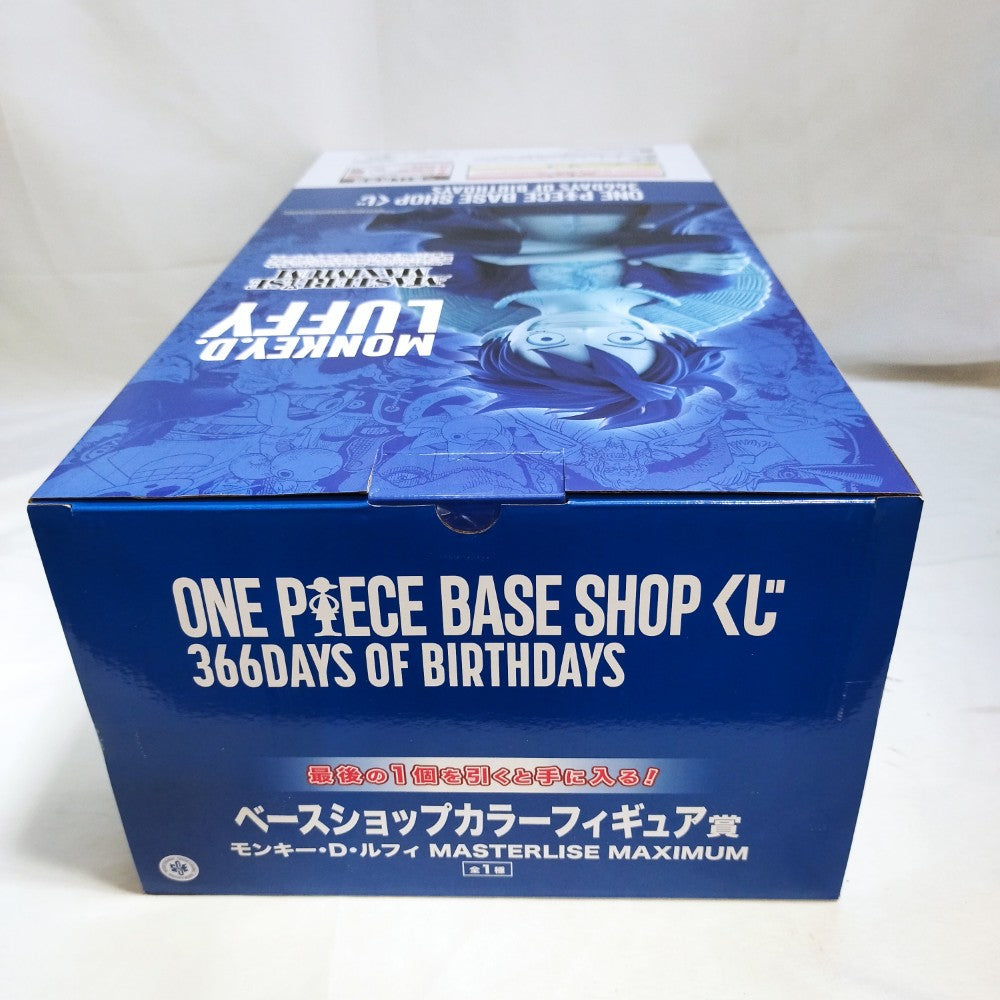 ONE PIECE BASE SHOP くじ
366DAYS OF BIRTHDAYS
MASTERLISE
MAXIMUM
MONKEY.D.
LUFFY
ONE PIECE BASE SHOP くじ
366DAYS OF BIRTHDAYS
最後の1個を引くと手に入る!
ベースショップカラーフィギュア賞
モンキー・D・ルフィ MASTERLISE MAXIMUM
全1種